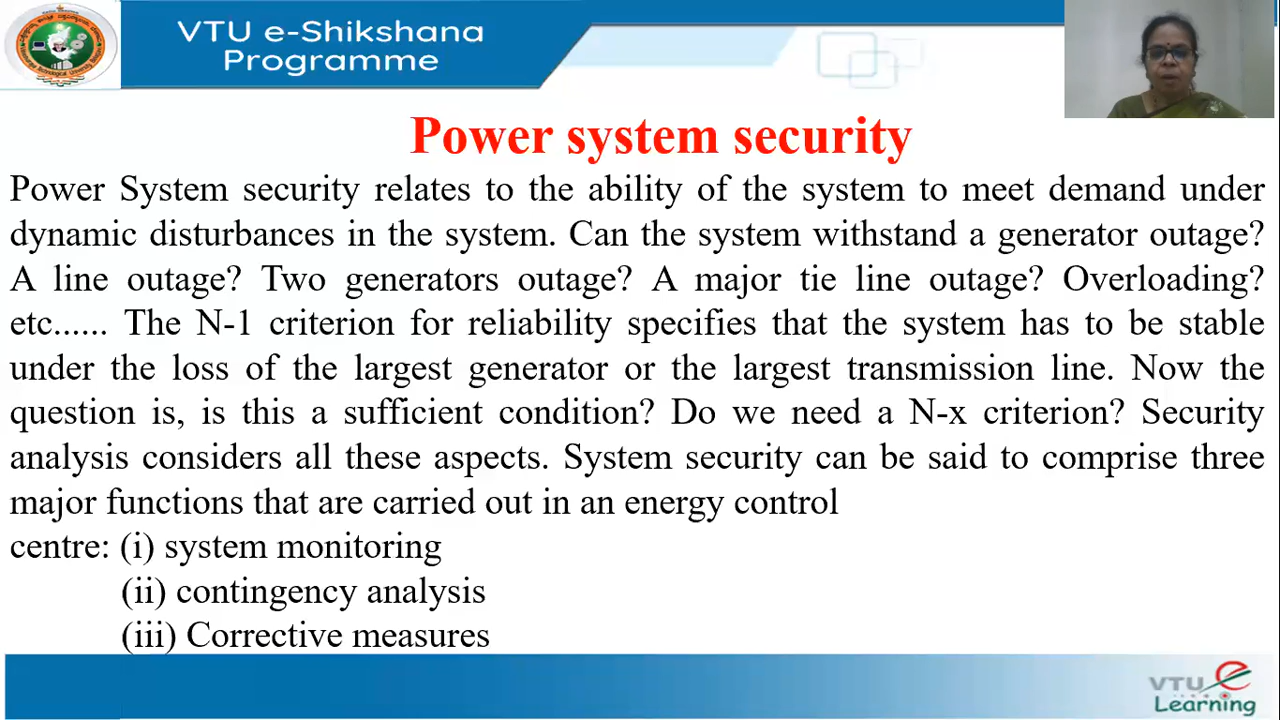 VTU e-Shikshana
Programme
Power system security
Power System security relates to the ability of the system to meet demand under
dynamic disturbances in the system. Can the system withstand a generator outage?
A line outage? Two generators outage? A major tie line outage? Overloading?
etc...... The N-1 criterion for reliability specifies that the system has to be stable
under the loss of the largest generator or the largest transmission line. Now the
question is, is this a sufficient condition? Do we need a N-x criterion? Security
analysis considers all these aspects. System security can be said to comprise three
major functions that are carried out in an energy control
centre: (i) system monitoring
(ii) contingency analysis
(iii) Corrective measures
VTU e
Learning